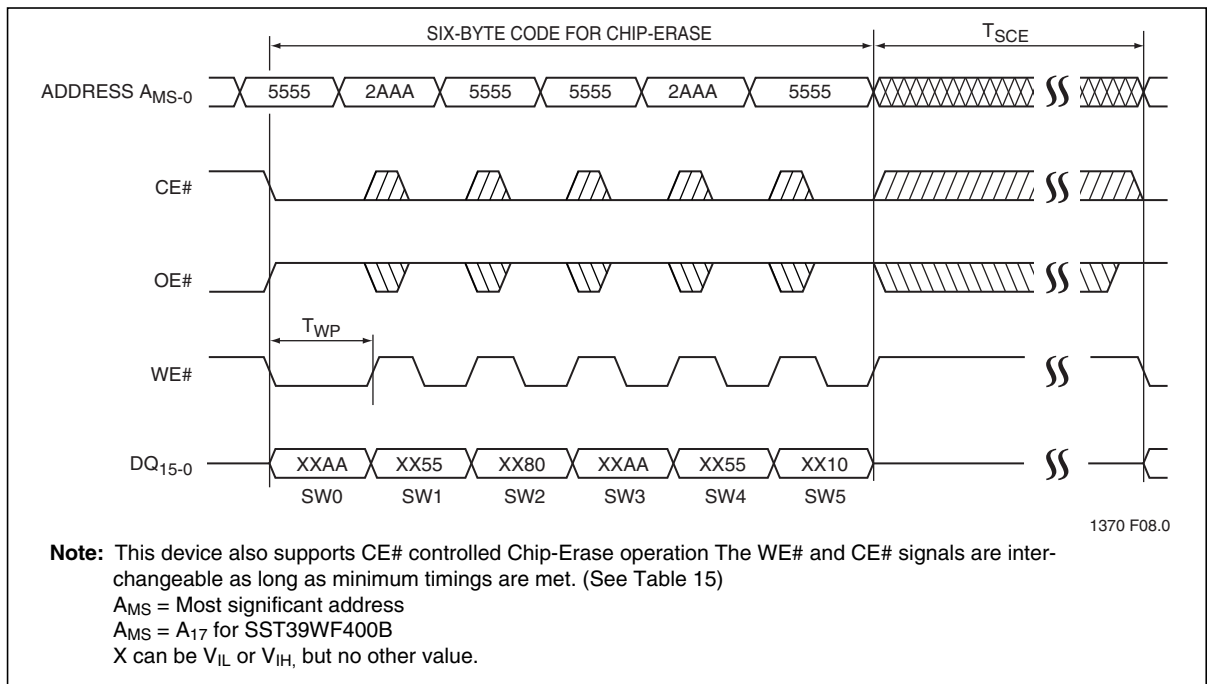 SIX-BYTE CODE FOR CHIP-ERASE
TSCE
ADDRESS AMS-0
5555 2AAA 5555 5555 2AAA 5555
CE#
OE#
TWP
WE#
DQ15-0
XXAA XX55 XX80 XXAA XX55 XX10
SW0 SW1 SW2 SW3 SW4 SW5
1370 F08.0
Note: This device also supports CE# controlled Chip-Erase operation The WE# and CE# signals are inter-
changeable as long as minimum timings are met. (See Table 15)
AMS = Most significant address
AMS = A17 for SST39WF400B
X can be VIL or VIH, but no other value.